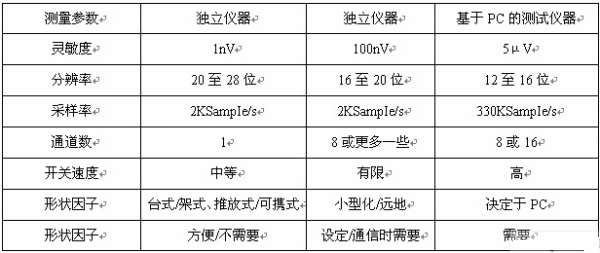 测量参数 独立仪器 独立仪器 基于 PC 的测试仪器
灵敏度 1nV 100nV 5μV
分辨率 20 至 28 位 16 至 20 位 12 至 16 位
采样率 2KSampIe/s 2KSampIe/s 330KSampIe/s
通道数 1 8 或更多一些 8 或 16
开关速度 中等 有限 高
形状因子 台式/架式、推放式/可携式 小型化/远地 决定于 PC
形状因子 方便/不需要 设定/通信时需要 需要